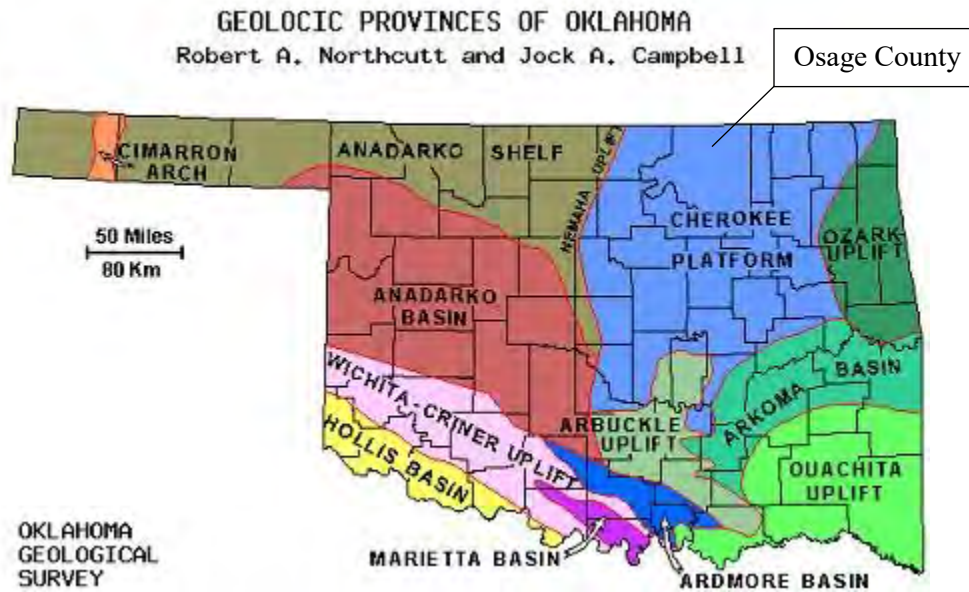 GEOLOCIC PROVINCES OF OKLAHOMA
Robert A. Northcutt and Jock A. Campbell
Osage County
CIMARRON
ARCH
ANADARKO SHELF
NEMAHA UPLIFT
CHEROKEE
PLATFORM
OZARK
UPLIFT
50 Miles
80 Km
ANADARKO
BASIN
WICHITA-CRINER UPLIFT
HOLLIS BASIN
ARBUCKLE
UPLIFT
ARKOMA BASIN
OUACHITA
UPLIFT
MARIETTA BASIN
ARDMORE BASIN
OKLAHOMA
GEOLOGICAL
SURVEY